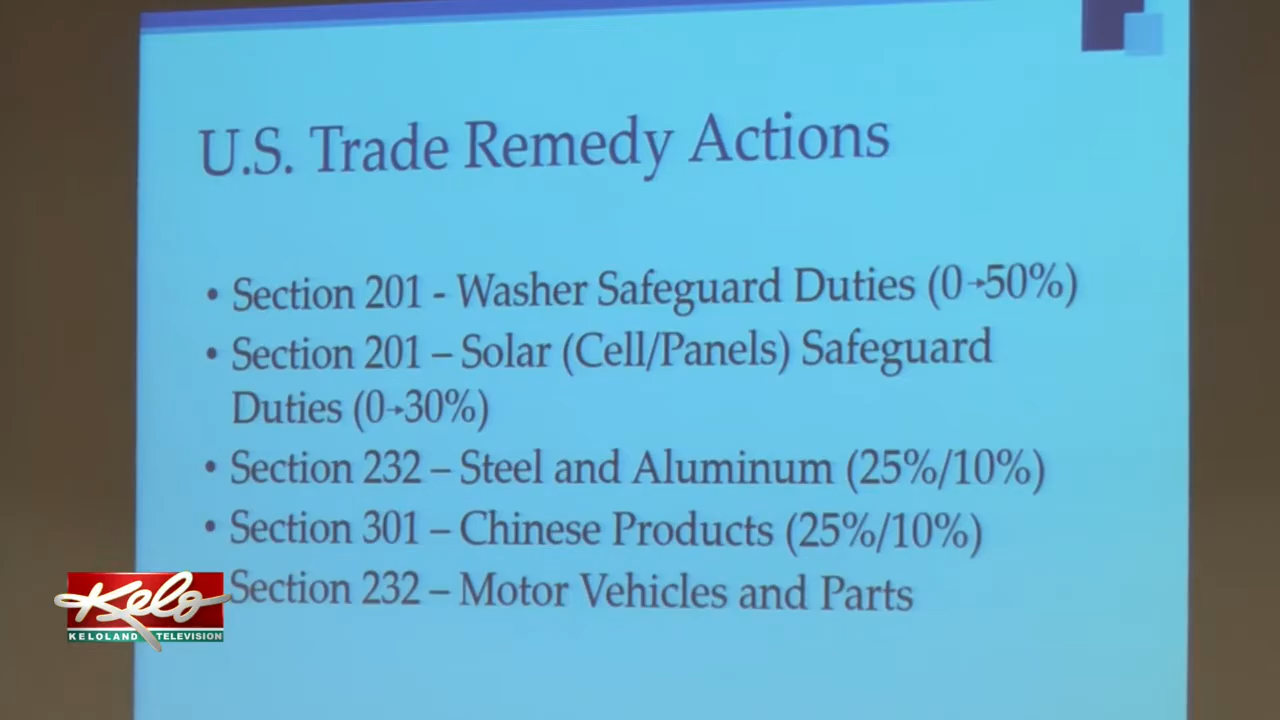 U.S. Trade Remedy Actions
• Section 201 - Washer Safeguard Duties (0→50%)
• Section 201 – Solar (Cell/Panels) Safeguard
Duties (0→30%)
• Section 232 – Steel and Aluminum (25%/10%)
• Section 301 – Chinese Products (25%/10%)
Section 232 – Motor Vehicles and Parts
Kelo
KELOLAND TELEVISION